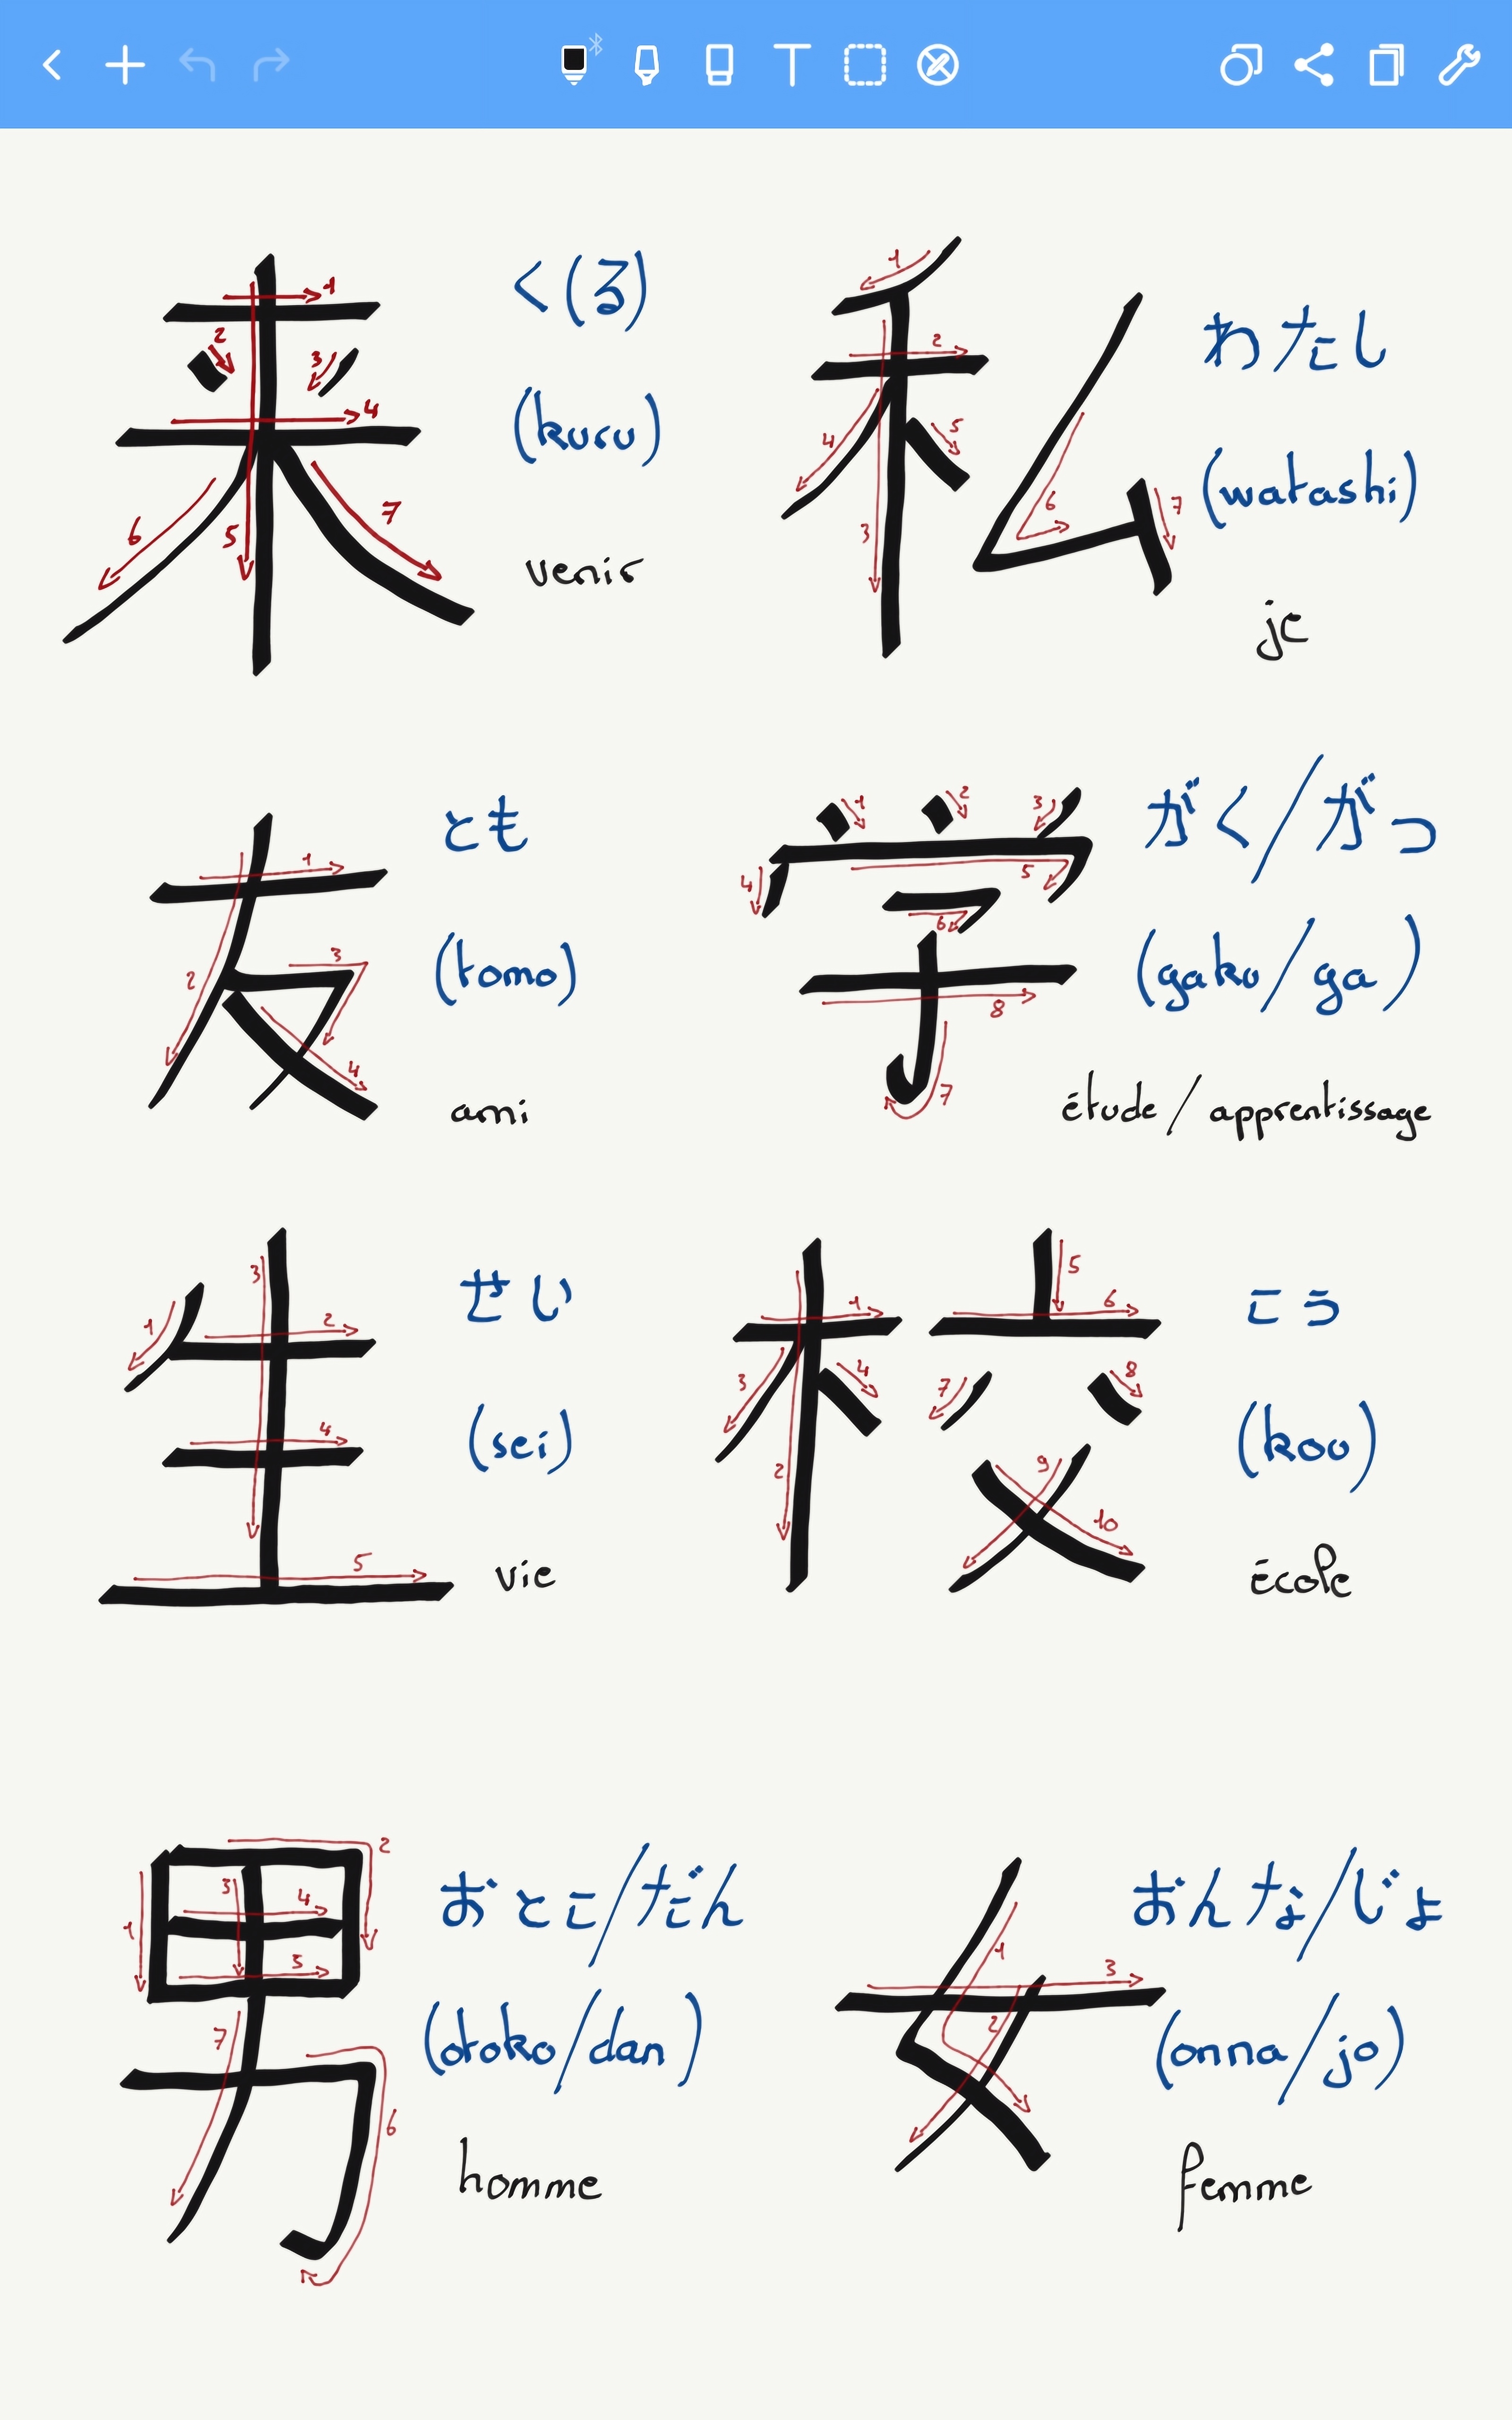 来
く(る)
(kuru)
venir
私
わたし
(watashi)
je
友
とも
(tomo)
ami
学
がく/がっ
(gaku/ga)
étude/apprentissage
生
せい
(sei)
vie
校
こう
(kou)
école
男
おとこ/だん
(otoko/dan)
homme
女
おんな/じょ
(onna/jo)
femme